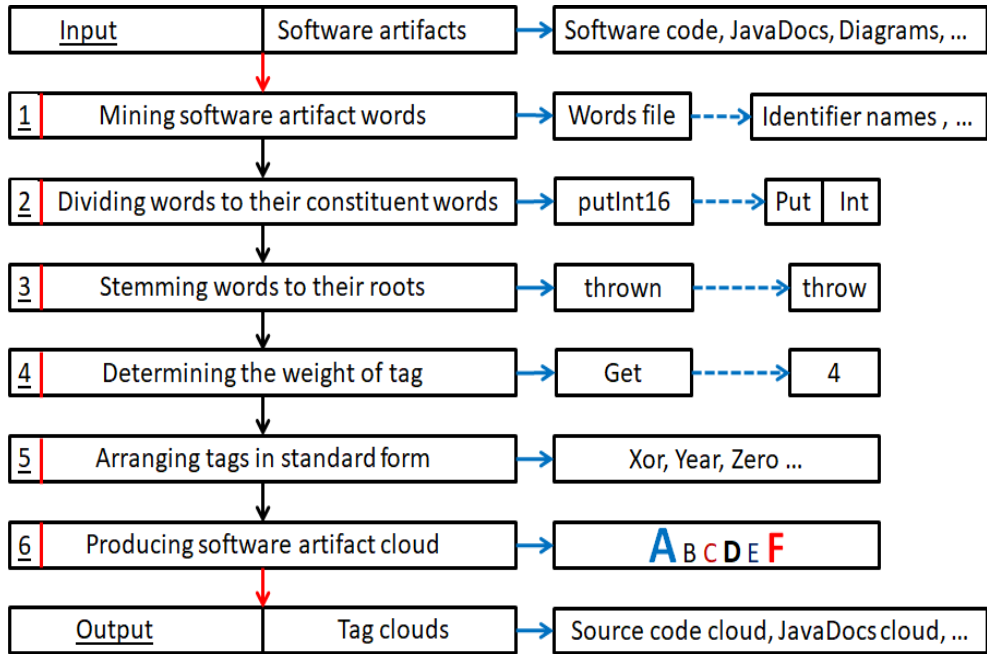 Input Software artifacts Software code, JavaDocs, Diagrams, ...
1 Mining software artifact words Words file Identifier names , ...
2 Dividing words to their constituent words putInt16 Put Int
3 Stemming words to their roots thrown throw
4 Determining the weight of tag Get 4
5 Arranging tags in standard form Xor, Year, Zero ...
6 Producing software artifact cloud A B C D E F
Output Tag clouds Source code cloud, JavaDocs cloud, ...